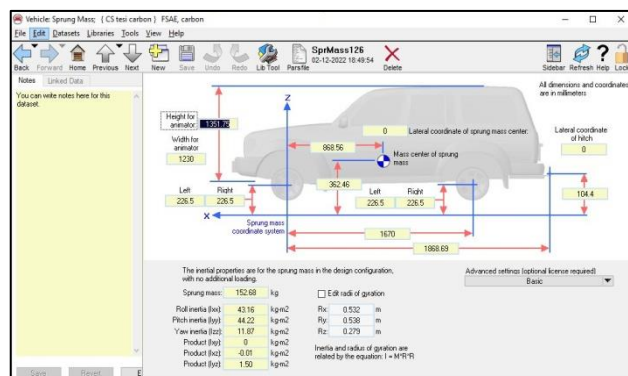 Vehicle: Sprung Mass; { CS tesi carbon } FSAE, carbon
File Edit Datasets Libraries Tools View Help
Back Forward Home Previous Next New Save Undo Redo Lib Tool Parsfile SprMass126 02-12-2022 18:49:54 Delete Sidebar Refresh Help Lock
Notes Linked Data
You can write notes here for this dataset.
All dimensions and coordinates are in millimeters
Height for animator: 1351.75
Width for animator: 1230
Z
0 Lateral coordinate of sprung mass center:
Lateral coordinate of hitch
0
868.56
Mass center of sprung mass
362.46
Left Right
226.5 226.5
Left Right
226.5 226.5
104.4
X
Sprung mass coordinate system
1670
1868.69
The inertial properties are for the sprung mass in the design configuration, with no additional loading.
Advanced settings (optional license required)
Basic
Sprung mass: 152.68 kg
Edit radii of gyration
Roll inertia (Ixx): 43.16 kg-m2 Rx: 0.532 m
Pitch inertia (Iyy): 44.22 kg-m2 Ry: 0.538 m
Yaw inertia (Izz): 11.87 kg-m2 Rz: 0.279 m
Product (Ixy): 0 kg-m2
Product (Ixz): -0.01 kg-m2
Product (Iyz): 1.50 kg-m2
Inertia and radius of gyration are related by the equation: I = M*R*R
Save Revert E